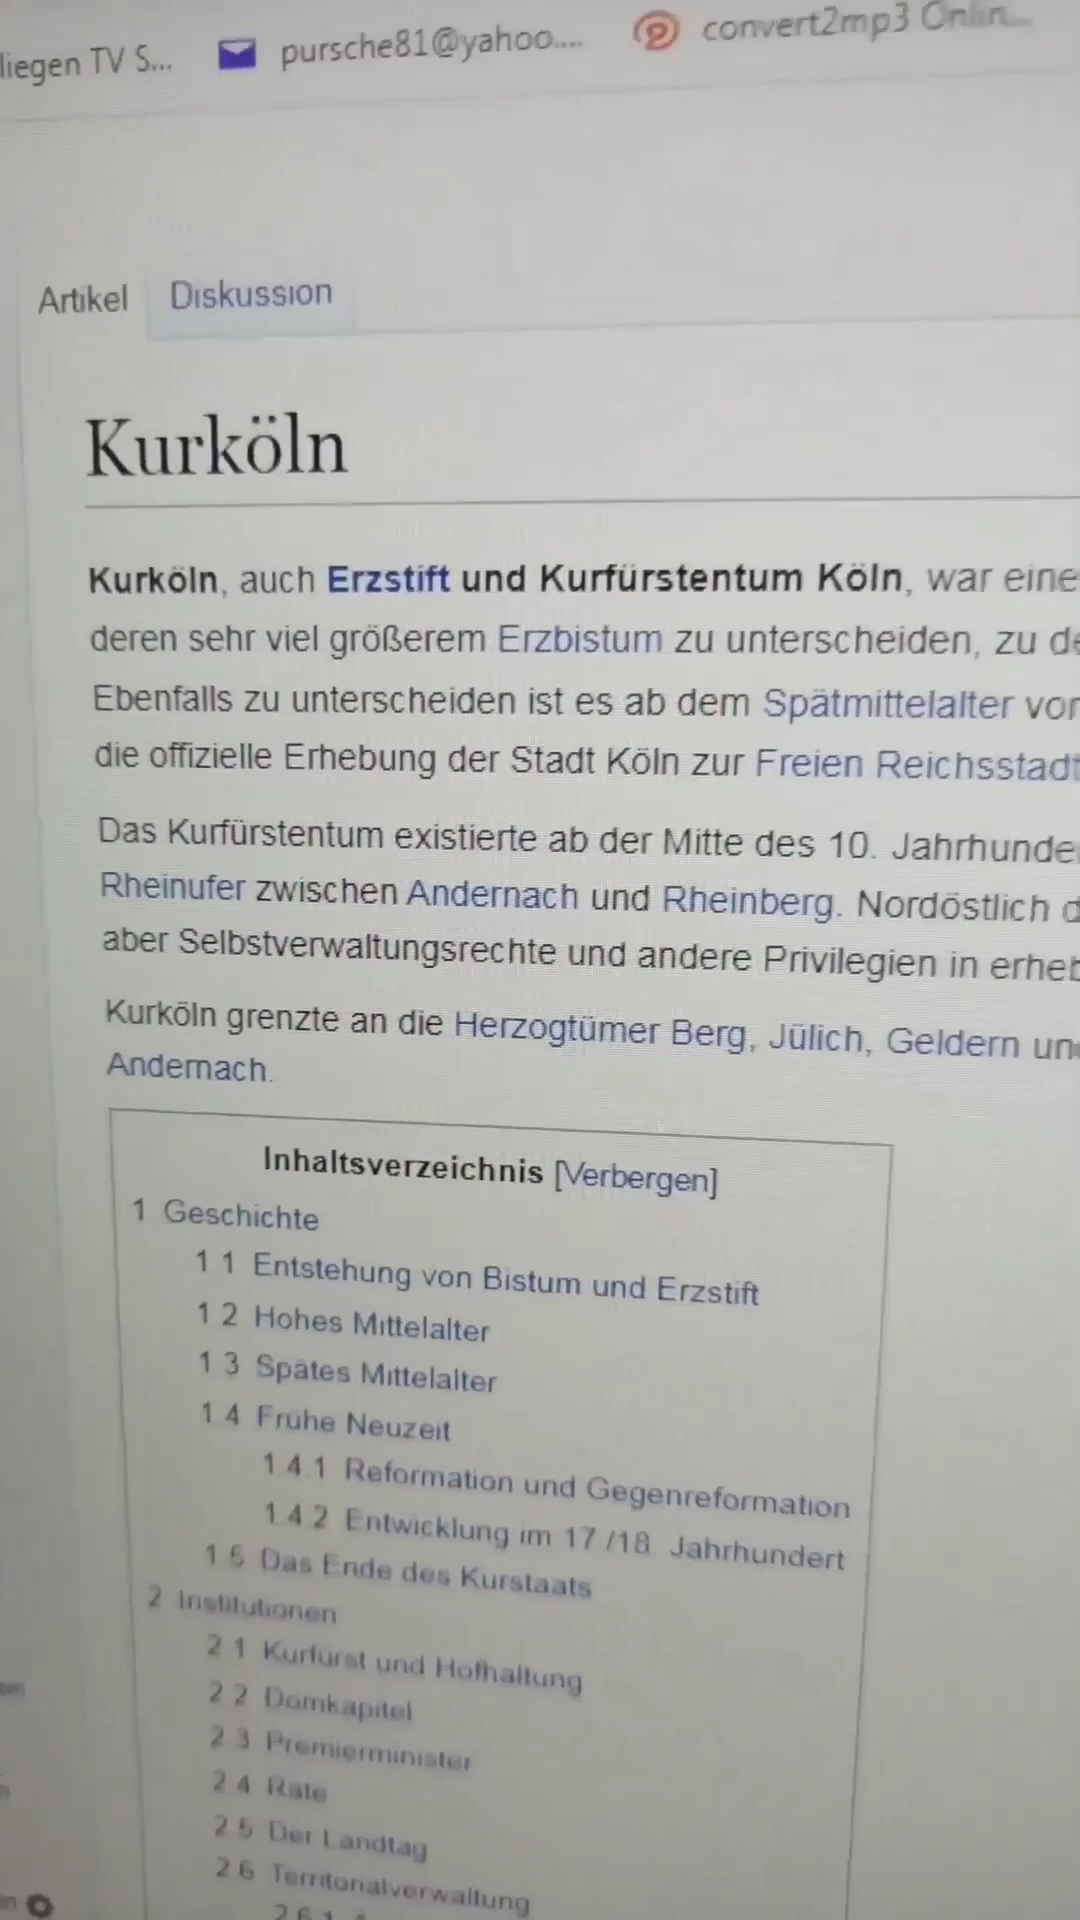 liegen TV S... pursche81@yahoo.... convert2mp3 Onlin...
Artikel Diskussion
Kurköln
Kurköln, auch Erzstift und Kurfürstentum Köln, war eine
deren sehr viel größerem Erzbistum zu unterscheiden, zu de
Ebenfalls zu unterscheiden ist es ab dem Spätmittelalter vor
die offizielle Erhebung der Stadt Köln zur Freien Reichsstadt
Das Kurfürstentum existierte ab der Mitte des 10. Jahrhunde
Rheinufer zwischen Andernach und Rheinberg. Nordöstlich d
aber Selbstverwaltungsrechte und andere Privilegien in erheb
Kurköln grenzte an die Herzogtümer Berg, Jülich, Geldern und
Andernach.
Inhaltsverzeichnis [Verbergen]
1 Geschichte
1.1 Entstehung von Bistum und Erzstift
1.2 Hohes Mittelalter
1.3 Spätes Mittelalter
1.4 Frühe Neuzeit
1.4.1 Reformation und Gegenreformation
1.4.2 Entwicklung im 17./18. Jahrhundert
1.5 Das Ende des Kurstaats
2 Institutionen
2.1 Kurfürst und Hofhaltung
2.2 Domkapitel
2.3 Premierminister
2.4 Räte
2.5 Der Landtag
2.6 Territorialverwaltung
2.6.1